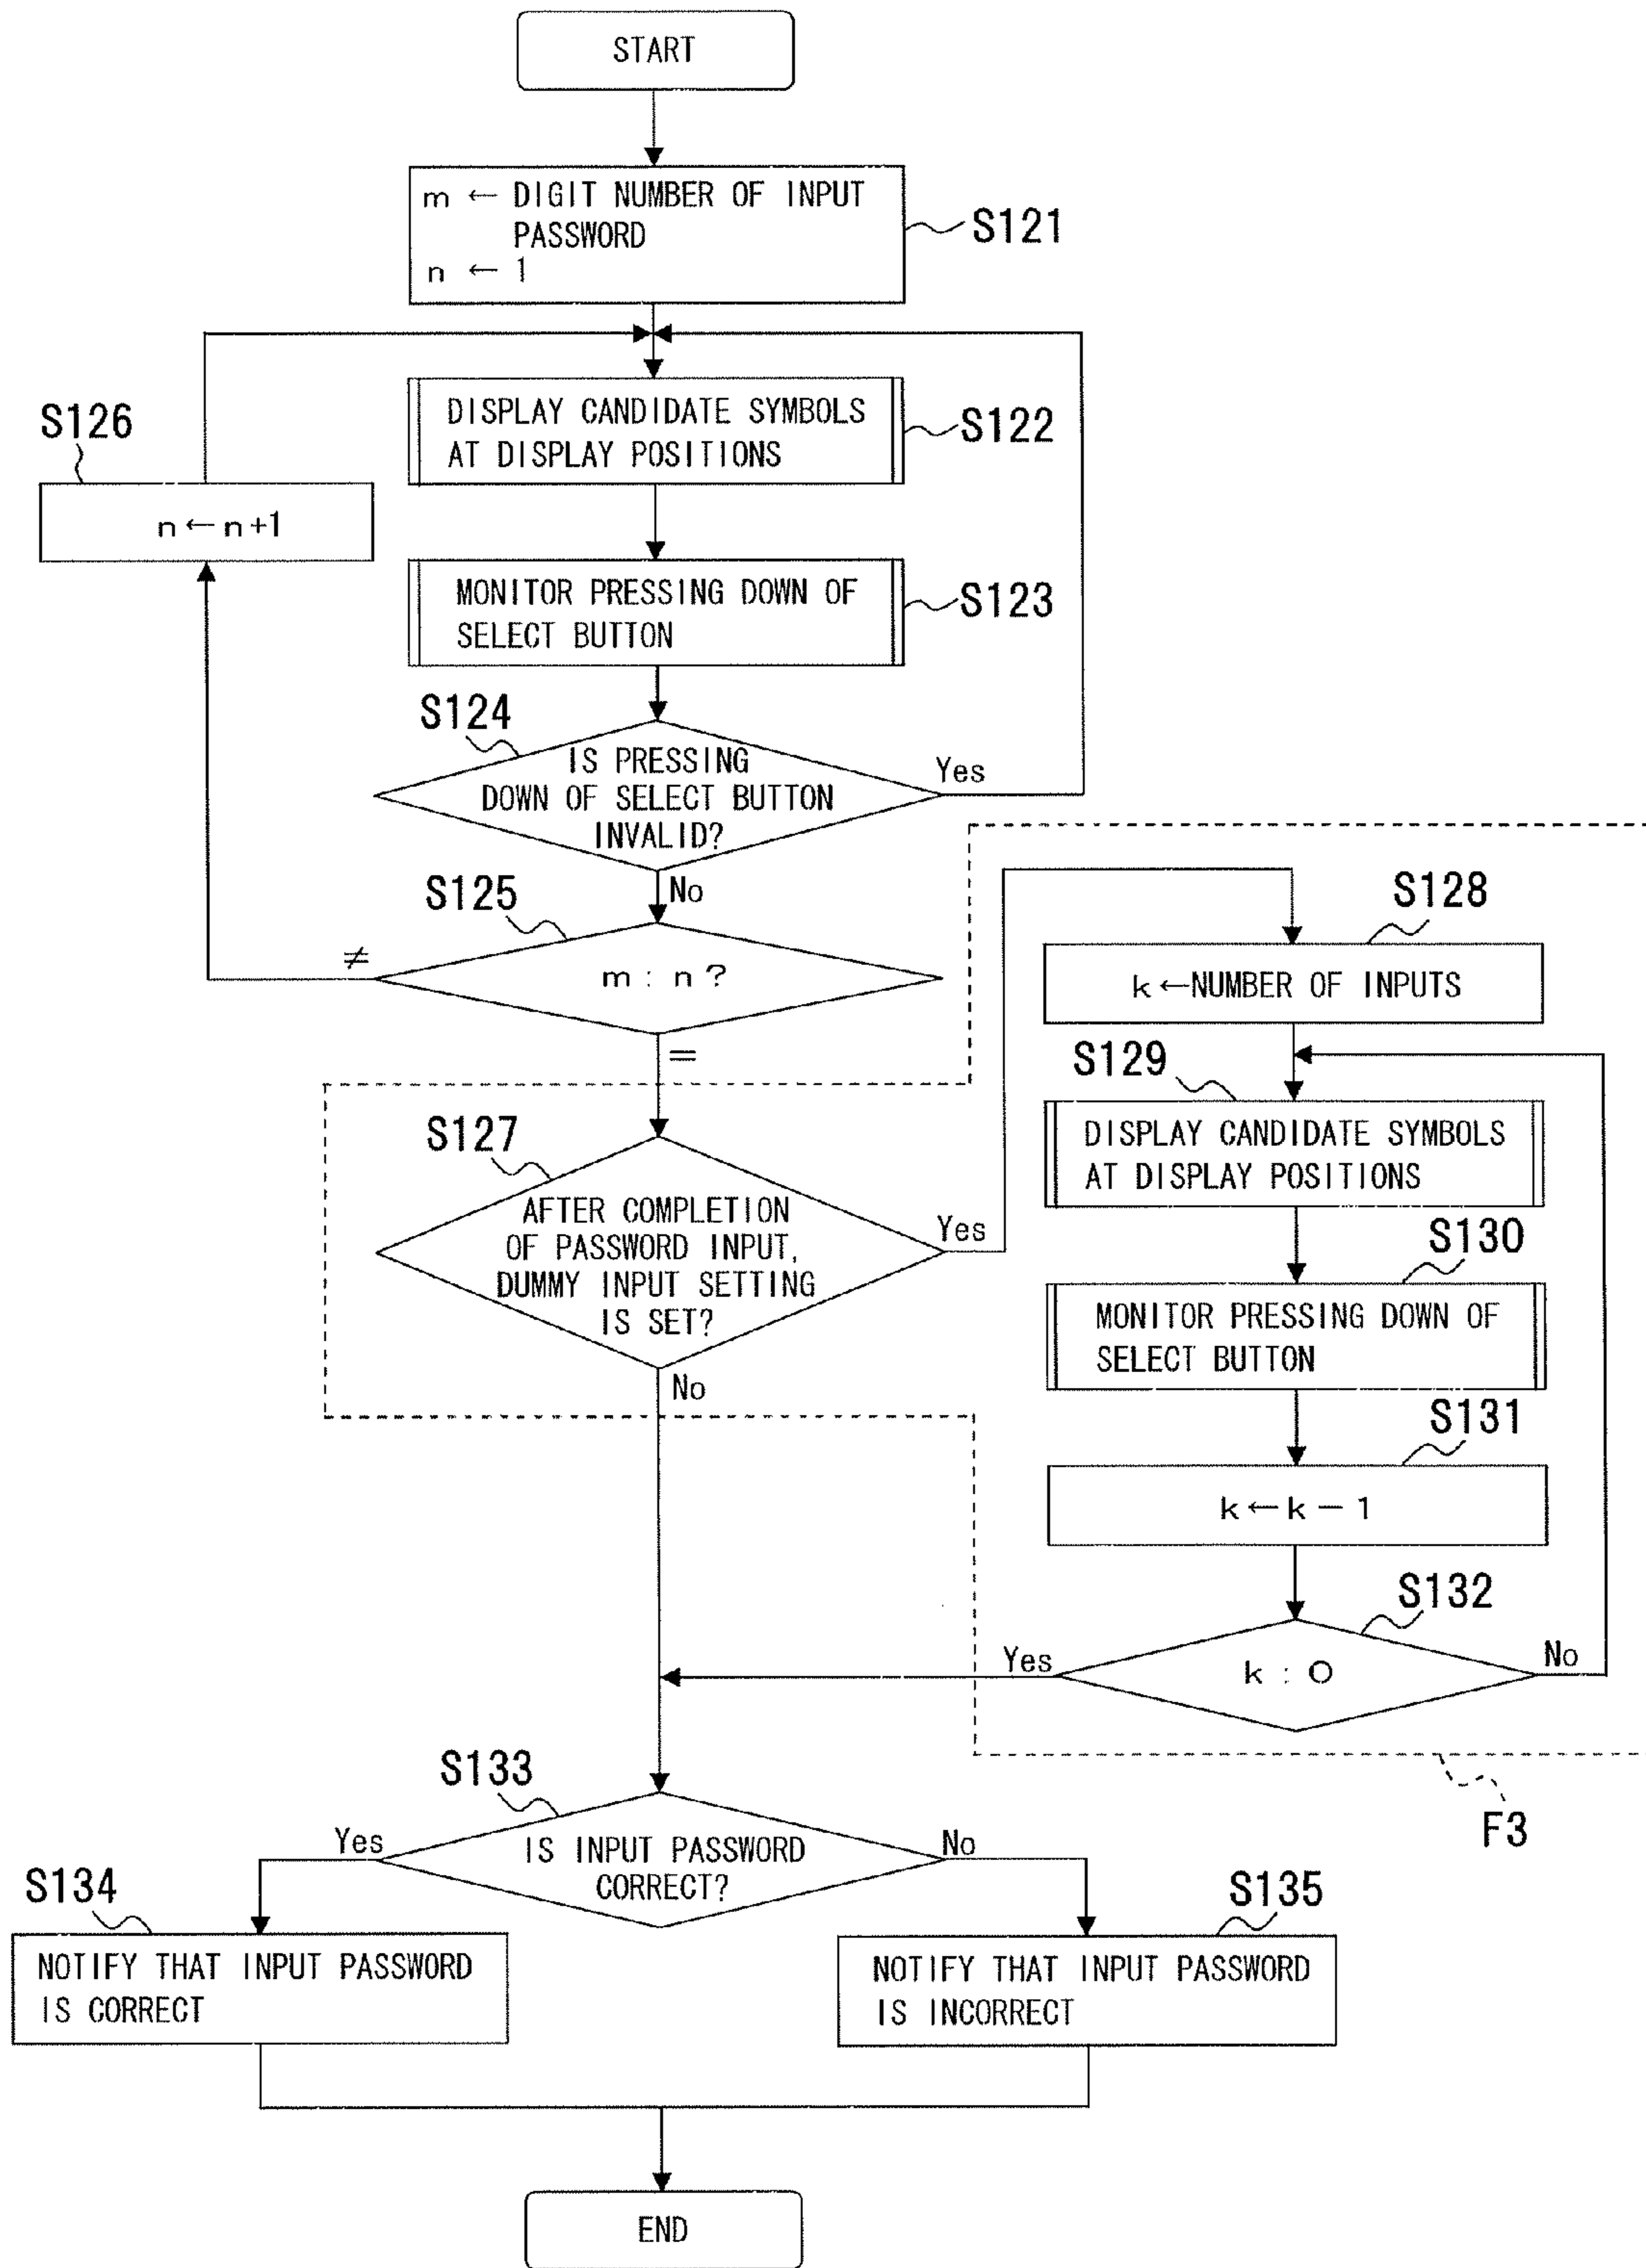 START
m ← DIGIT NUMBER OF INPUT
PASSWORD
n ← 1
S121
S126
n ← n+1
DISPLAY CANDIDATE SYMBOLS
AT DISPLAY POSITIONS
S122
MONITOR PRESSING DOWN OF
SELECT BUTTON
S123
S124
IS PRESSING
DOWN OF SELECT BUTTON
INVALID?
Yes
No
S125
m : n ?
≠
=
S127
AFTER COMPLETION
OF PASSWORD INPUT,
DUMMY INPUT SETTING
IS SET?
Yes
No
S128
k ← NUMBER OF INPUTS
S129
DISPLAY CANDIDATE SYMBOLS
AT DISPLAY POSITIONS
S130
MONITOR PRESSING DOWN OF
SELECT BUTTON
S131
k ← k − 1
S132
k : 0
Yes
No
F3
S133
IS INPUT PASSWORD
CORRECT?
Yes
No
S134
NOTIFY THAT INPUT PASSWORD
IS CORRECT
S135
NOTIFY THAT INPUT PASSWORD
IS INCORRECT
END